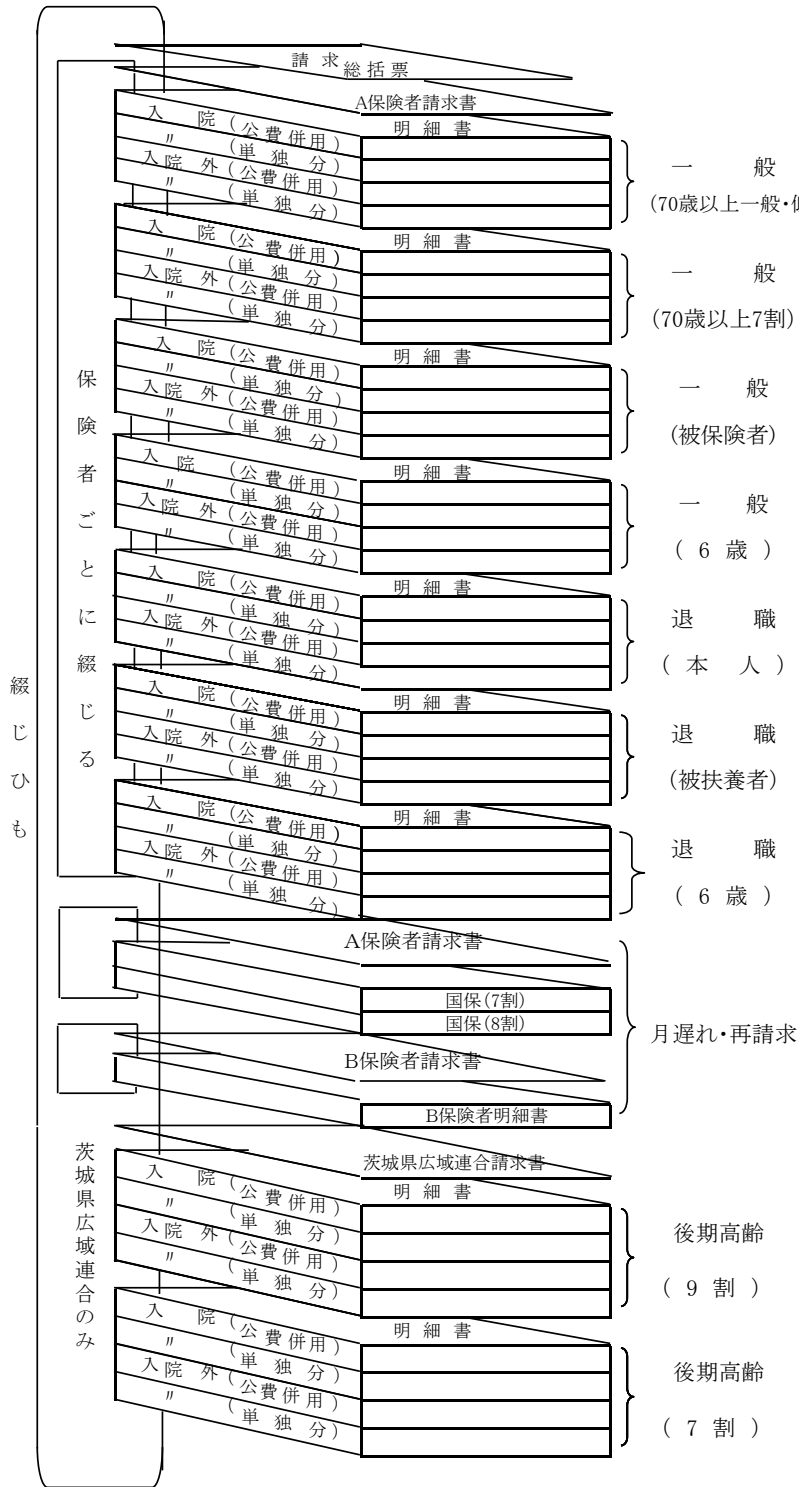 請求総括票
A保険者請求書
入院(公費併用)
〃(単独分)
入院外(公費併用)
〃(単独分)
明細書
一般
(70歳以上一般・
入院(公費併用)
〃(単独分)
入院外(公費併用)
〃(単独分)
明細書
一般
(70歳以上7割)
入院(公費併用)
〃(単独分)
入院外(公費併用)
〃(単独分)
明細書
一般
(被保険者)
入院(公費併用)
〃(単独分)
入院外(公費併用)
〃(単独分)
明細書
一般
(6歳)
入院(公費併用)
〃(単独分)
入院外(公費併用)
〃(単独分)
明細書
退職
(本人)
入院(公費併用)
〃(単独分)
入院外(公費併用)
〃(単独分)
明細書
退職
(被扶養者)
入院(公費併用)
〃(単独分)
入院外(公費併用)
〃(単独分)
明細書
退職
(6歳)
保険者ごとに綴じる
綴じひも
A保険者請求書
国保(7割)
国保(8割)
B保険者請求書
B保険者明細書
月遅れ・再請求
茨城県広域連合請求書
入院(公費併用)
〃(単独分)
入院外(公費併用)
〃(単独分)
明細書
後期高齢
(9割)
入院(公費併用)
〃(単独分)
入院外(公費併用)
〃(単独分)
明細書
後期高齢
(7割)
茨城県広域連合のみ